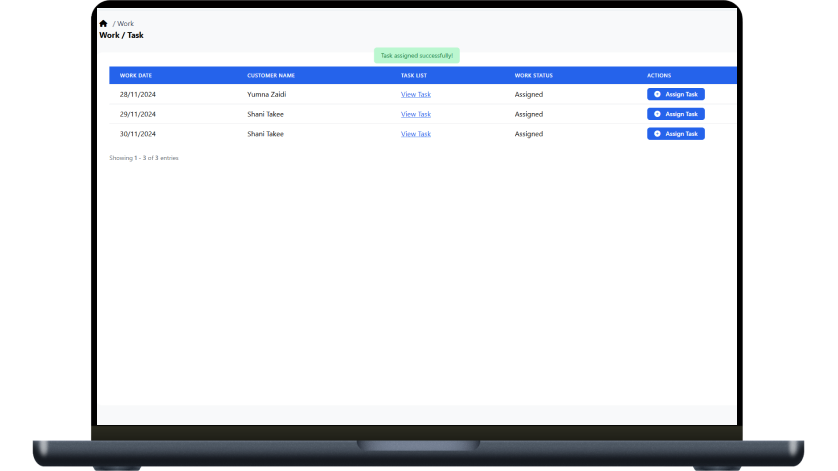 / Work
Work / Task
Task assigned successfully!
WORK DATE CUSTOMER NAME TASK LIST WORK STATUS ACTIONS
28/11/2024 Yumna Zaidi View Task Assigned Assign Task
29/11/2024 Shani Takee View Task Assigned Assign Task
30/11/2024 Shani Takee View Task Assigned Assign Task
Showing 1 - 3 of 3 entries